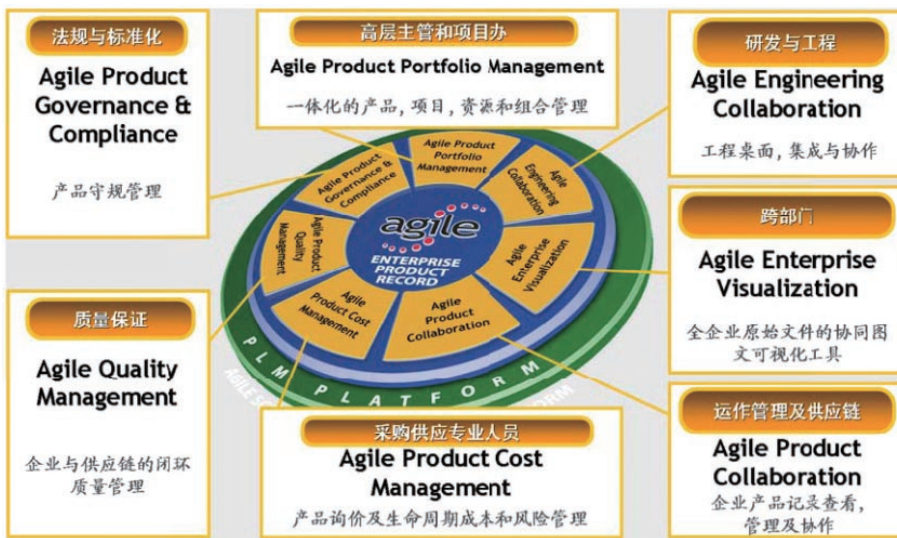 法规与标准化
Agile Product
Governance &
Compliance
产品守规管理
高层主管和项目办
Agile Product Portfolio Management
一体化的产品，项目，资源和组合管理
研发与工程
Agile Engineering
Collaboration
工程桌面，集成与协作
跨部门
Agile Enterprise
Visualization
全企业原始文件的协同图
文可视化工具
质量保证
Agile Quality
Management
企业与供应链的闭环
质量管理
采购供应专业人员
Agile Product Cost
Management
产品询价及生命周期成本和风险管理
运作管理及供应链
Agile Product
Collaboration
企业产品记录查看，
管理及协作
Agile Product
Portfolio
Management
Agile
Engineering
Collaboration
Agile
Enterprise
Visualization
Agile
Product
Collaboration
Agile
Product Cost
Management
Agile Product
Quality
Management
Agile Product
Governance &
Compliance
agile
ENTERPRISE
PRODUCT
RECORD
PLM PLATFORM